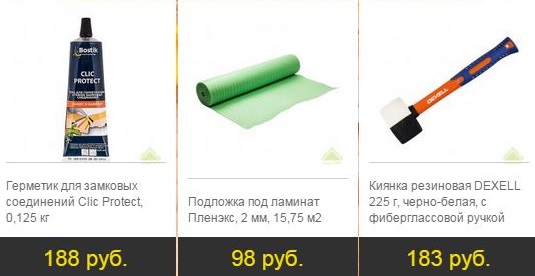 Bostik
CLIC
PROTECT
DEXELL
Герметик для замковых
соединений Clic Protect,
0,125 кг
188 руб.
Подложка под ламинат
Пленэкс, 2 мм, 15,75 м2
98 руб.
Киянка резиновая DEXELL
225 г, черно-белая, с
фиберглассовой ручкой
183 руб.